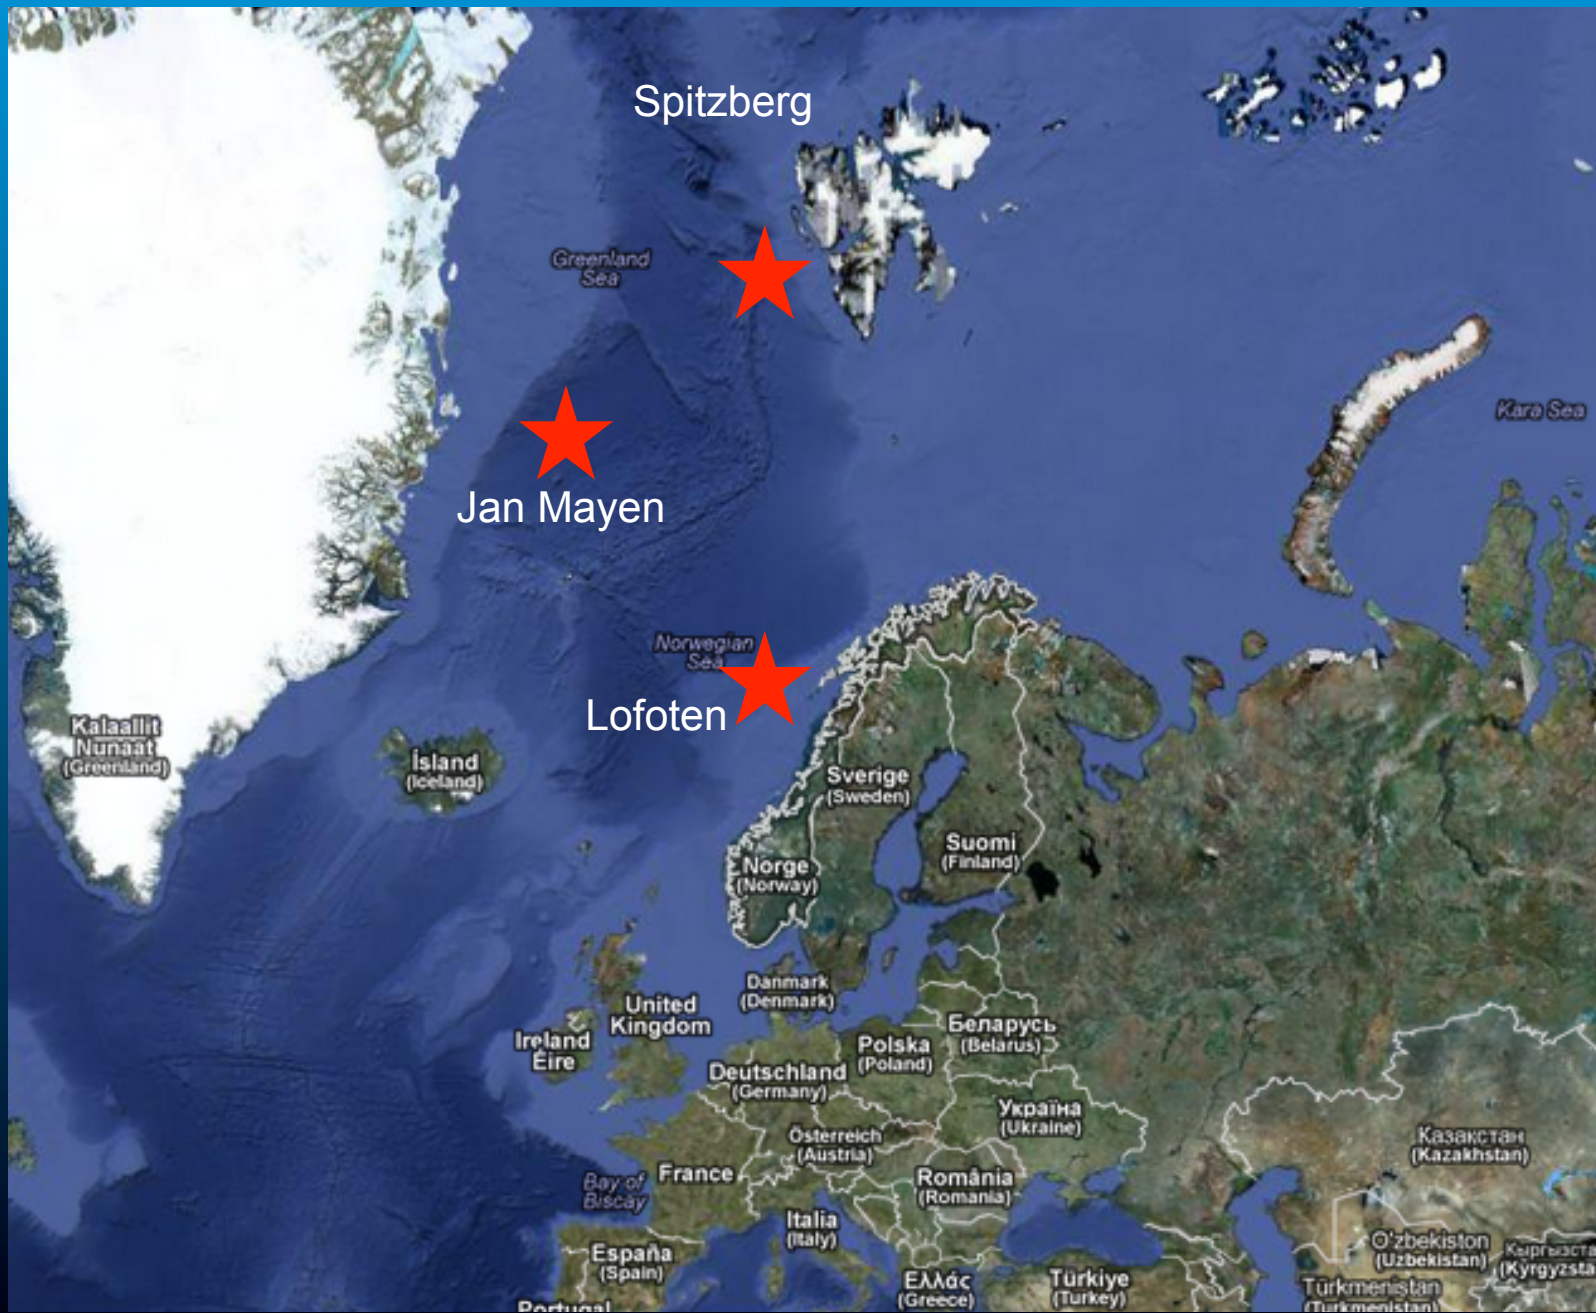 Spitzberg
Greenland
Sea
Kara Sea
Jan Mayen
Norwegian
Sea
Lofoten
Kalaallit
Nunaat
(Greenland)
Ísland
(Iceland)
Sverige
(Sweden)
Suomi
(Finland)
Norge
(Norway)
Danmark
(Denmark)
United
Kingdom
Ireland
Éire
Беларусь
(Belarus)
Polska
(Poland)
Deutschland
(Germany)
Україна
(Ukraine)
Österreich
(Austria)
Казакстан
(Kazakhstan)
France
Bay of
Biscay
România
(Romania)
Italia
(Italy)
España
(Spain)
O'zbekiston
(Uzbekistan)
Кыргызста
(Kyrgyzsta
Ελλάς
(Greece)
Türkiye
(Turkey)
Türkmenistan
(Turkmenistan)
Portugal